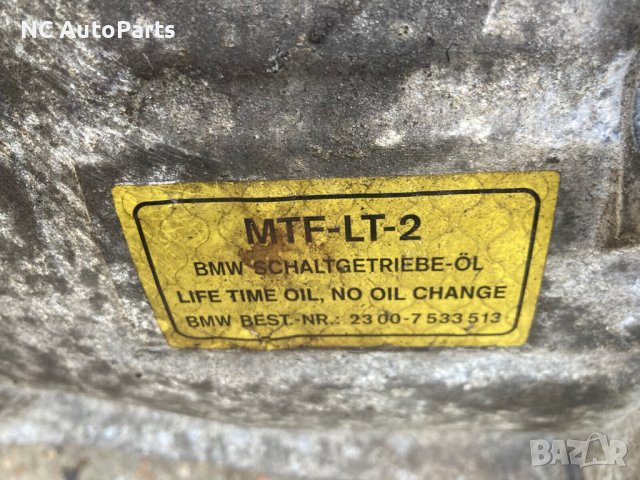 NC AutoParts
MTF-LT-2
BMW SCHALTGETRIEBE-ÖL
LIFE TIME OIL, NO OIL CHANGE
BMW BEST.-NR.: 23 00-7 533 513
BAZAR